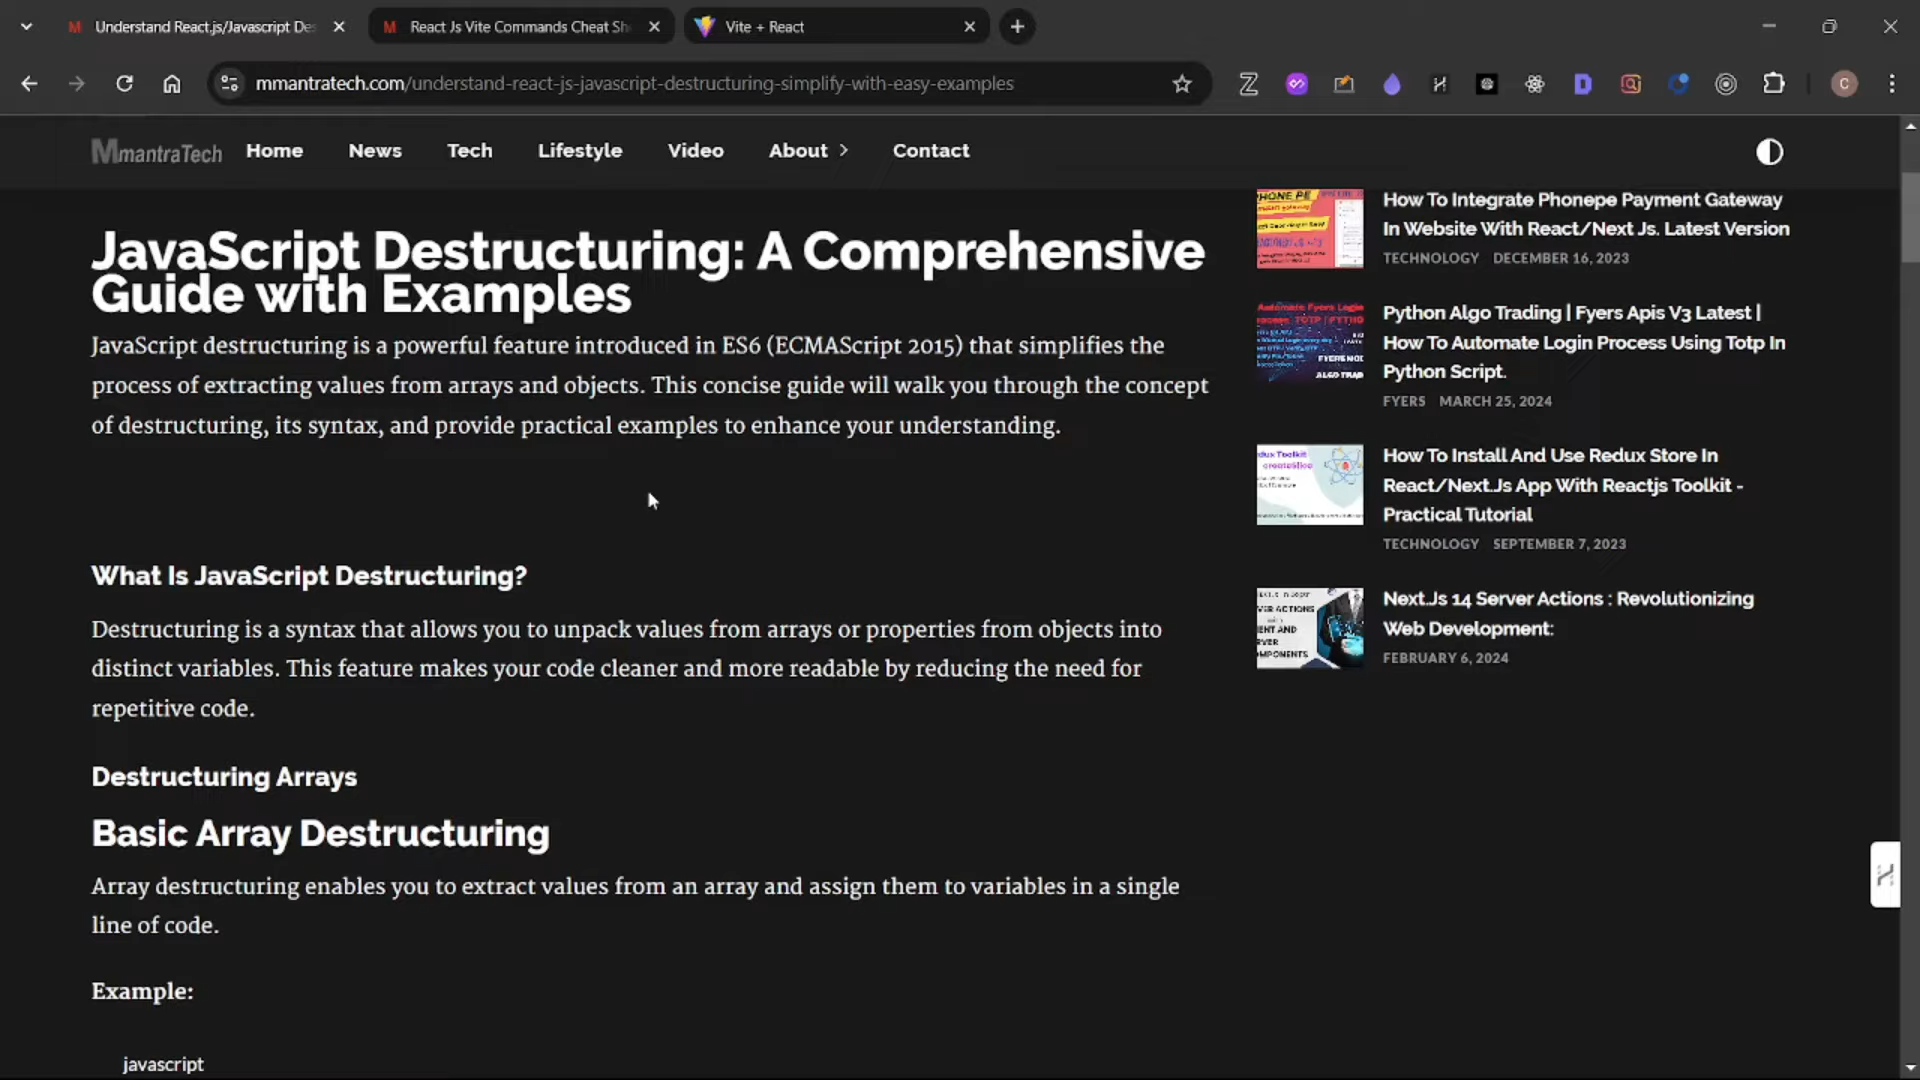 Understand React.js/Javascript Des
React Js Vite Commands Cheat Sh
Vite + React
mmantratech.com/understand-react-js-javascript-destructuring-simplify-with-easy-examples
C
MmantraTech
Home
News
Tech
Lifestyle
Video
About
Contact
JavaScript Destructuring: A Comprehensive
Guide with Examples
JavaScript destructuring is a powerful feature introduced in ES6 (ECMAScript 2015) that simplifies the
process of extracting values from arrays and objects. This concise guide will walk you through the concept
of destructuring, its syntax, and provide practical examples to enhance your understanding.
What Is JavaScript Destructuring?
Destructuring is a syntax that allows you to unpack values from arrays or properties from objects into
distinct variables. This feature makes your code cleaner and more readable by reducing the need for
repetitive code.
Destructuring Arrays
Basic Array Destructuring
Array destructuring enables you to extract values from an array and assign them to variables in a single
line of code.
Example:
javascript
How To Integrate Phonepe Payment Gateway
In Website With React/Next Js. Latest Version
TECHNOLOGY DECEMBER 16, 2023
Python Algo Trading | Fyers Apis V3 Latest |
How To Automate Login Process Using Totp In
Python Script.
FYERS MARCH 25, 2024
How To Install And Use Redux Store In
React/Next.Js App With Reactjs Toolkit -
Practical Tutorial
TECHNOLOGY SEPTEMBER 7, 2023
Next.Js 14 Server Actions : Revolutionizing
Web Development:
FEBRUARY 6, 2024